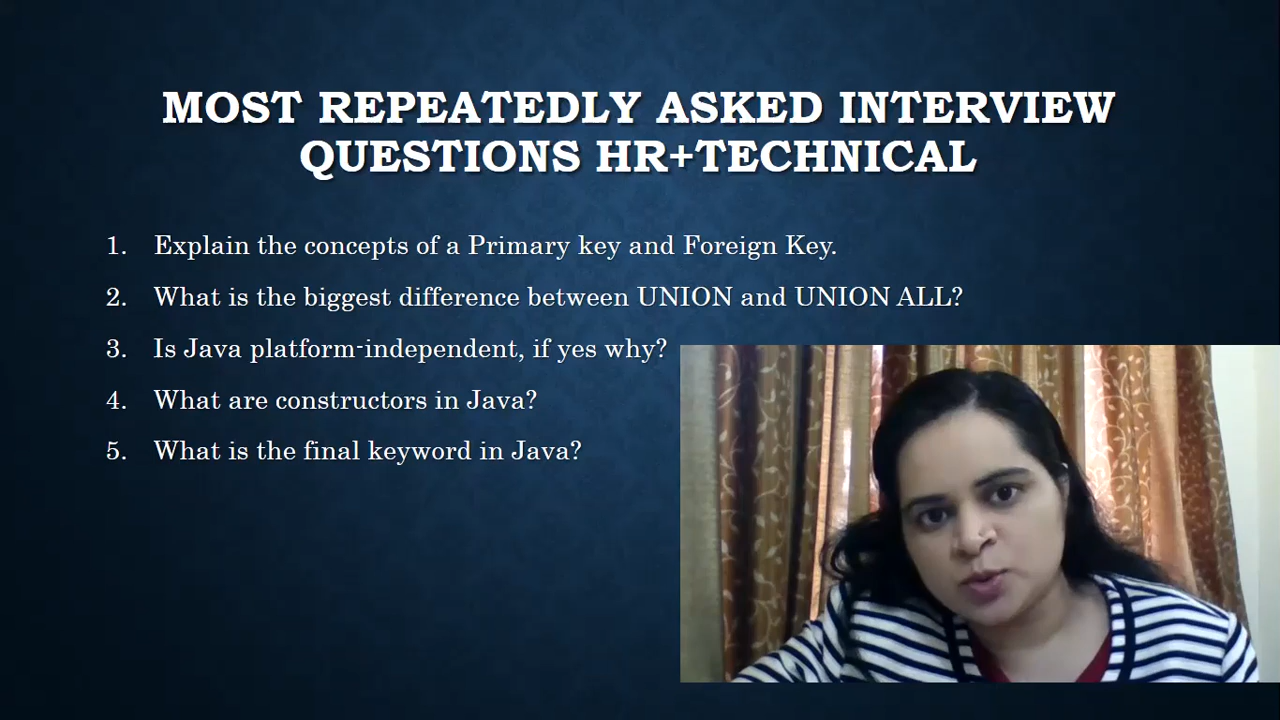 MOST REPEATEDLY ASKED INTERVIEW
QUESTIONS HR+TECHNICAL
1. Explain the concepts of a Primary key and Foreign Key.
2. What is the biggest difference between UNION and UNION ALL?
3. Is Java platform-independent, if yes why?
4. What are constructors in Java?
5. What is the final keyword in Java?